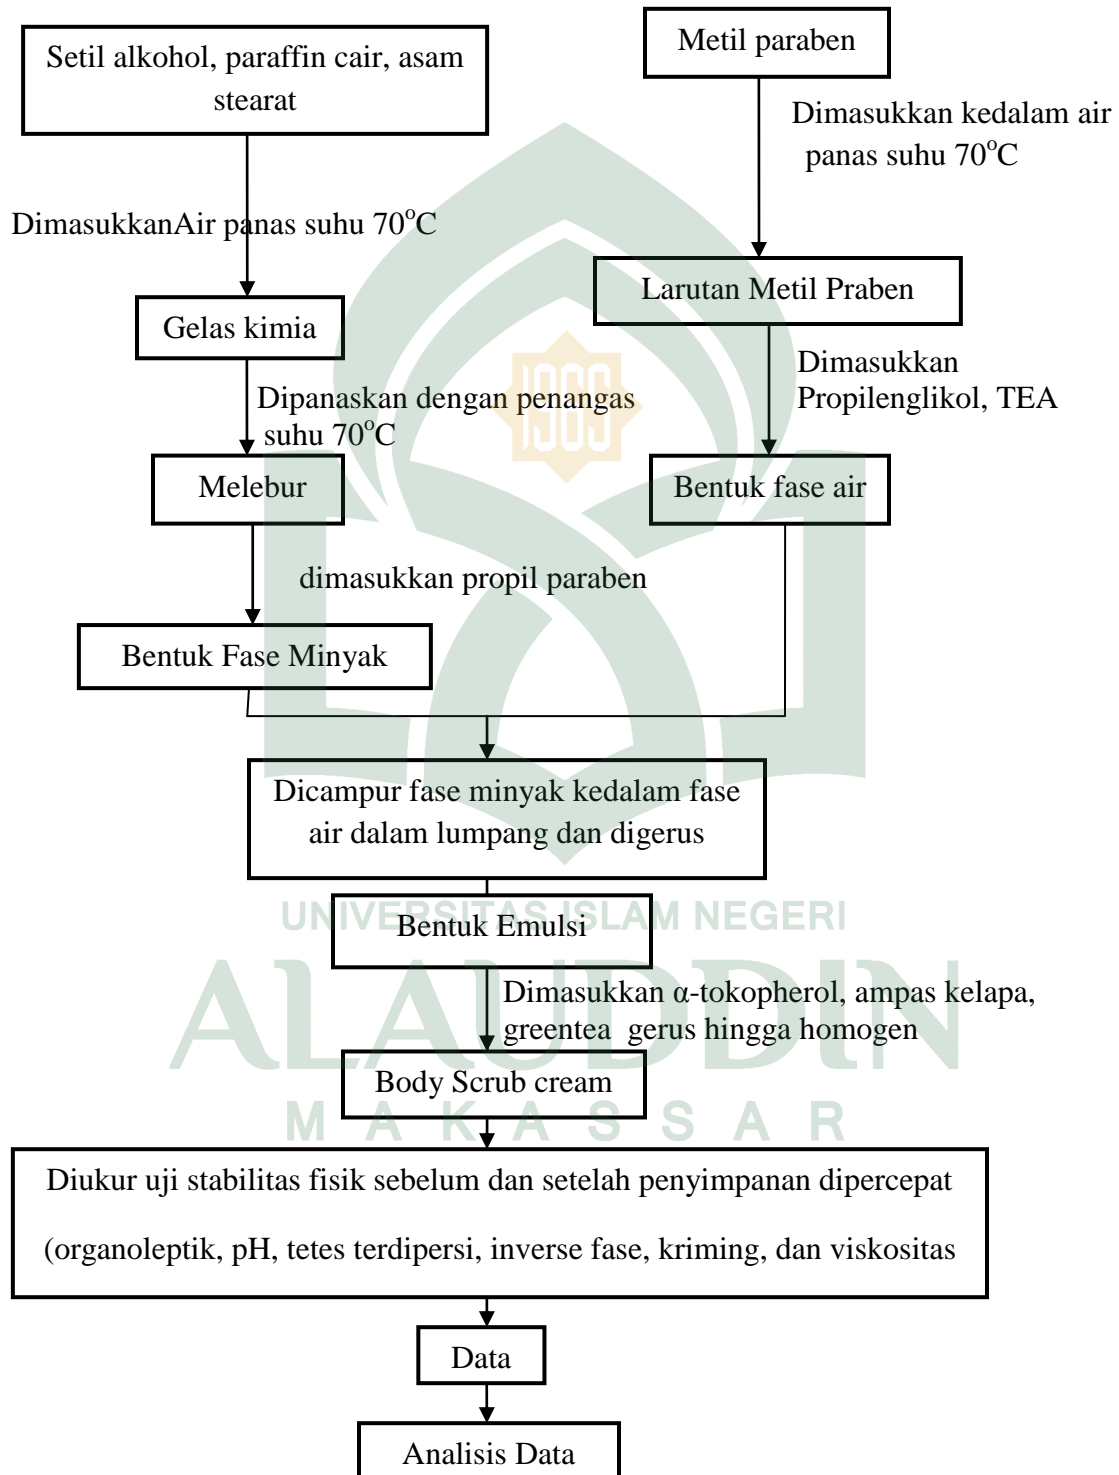 Setil alkohol, paraffin cair, asam
stearat
Metil paraben
Dimasukkan kedalam air
panas suhu 70°C
DimasukkanAir panas suhu 70°C
Larutan Metil Praben
Gelas kimia
Dimasukkan
Propilenglikol, TEA
Dipanaskan dengan penangas
suhu 70°C
Melebur
Bentuk fase air
dimasukkan propil paraben
Bentuk Fase Minyak
Dicampur fase minyak kedalam fase
air dalam lumpang dan digerus
UNIVERSITAS ISLAM NEGERI
Bentuk Emulsi
ALAUDDIN
Dimasukkan α-tokopherol, ampas kelapa,
greentea gerus hingga homogen
Body Scrub cream
MAKASSAR
Diukur uji stabilitas fisik sebelum dan setelah penyimpanan dipercepat
(organoleptik, pH, tetes terdipersi, inverse fase, kriming, dan viskositas
Data
Analisis Data
1965